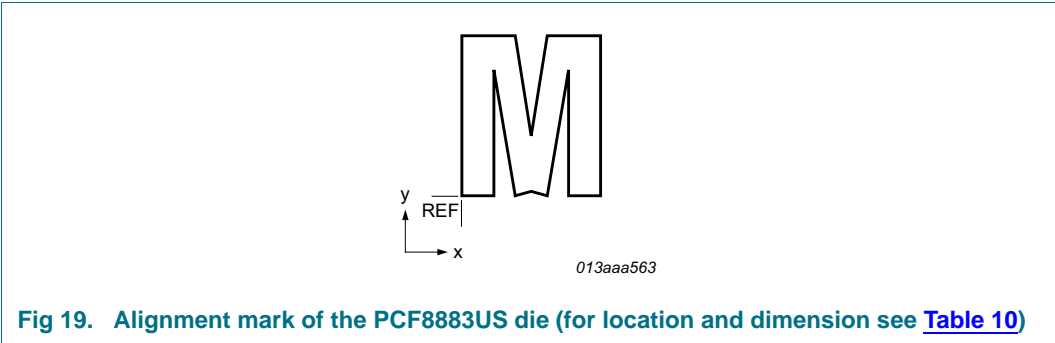 y
REF
x
013aaa563
Fig 19. Alignment mark of the PCF8883US die (for location and dimension see Table 10)